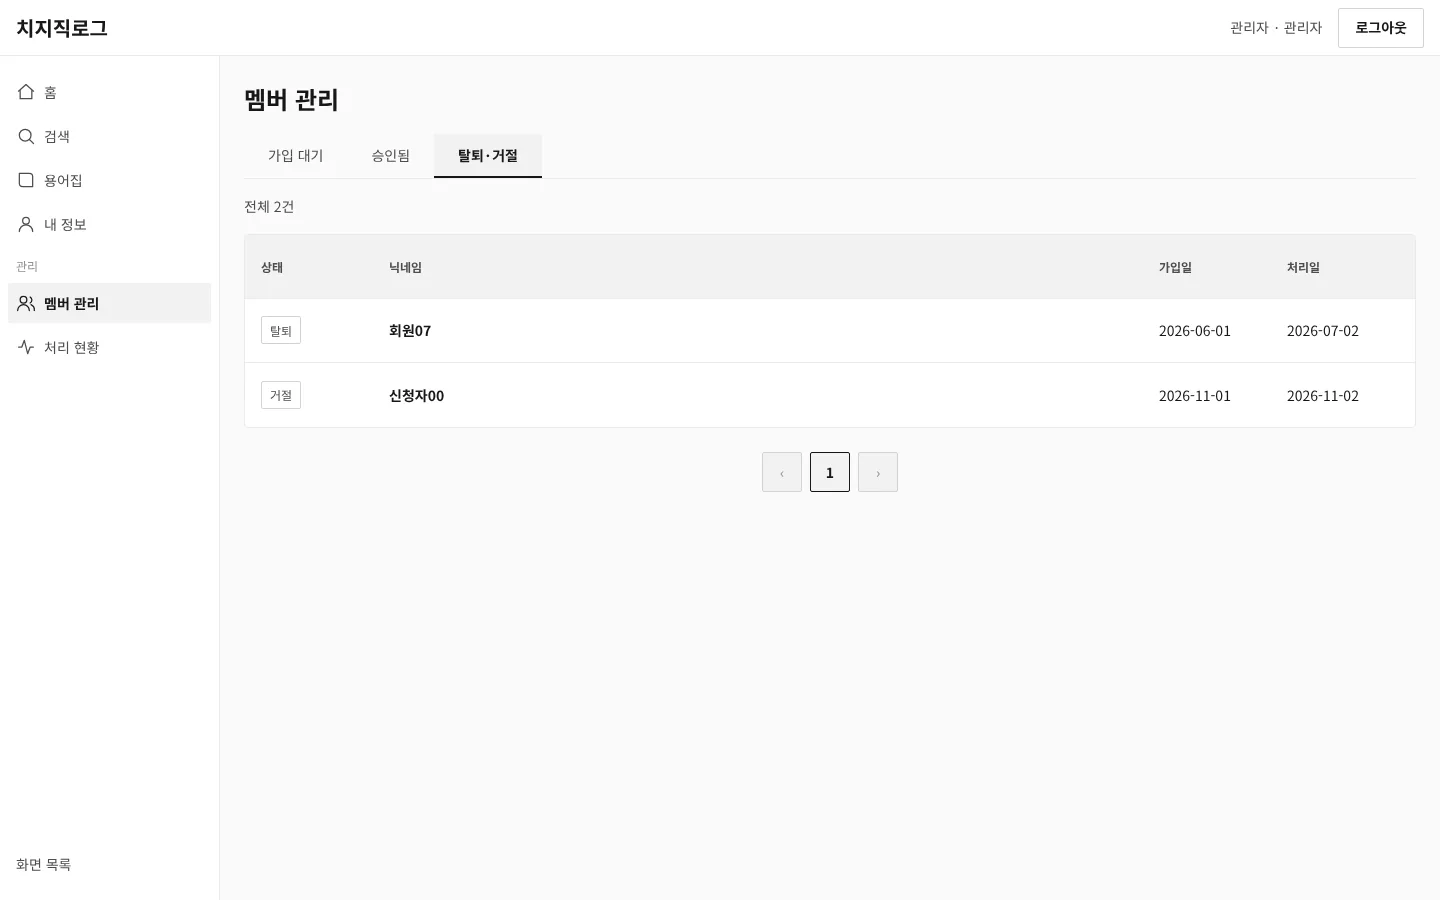 치지직로그
관리자 · 관리자
로그아웃
홈
검색
용어집
내 정보
관리
멤버 관리
처리 현황
화면 목록
멤버 관리
가입 대기
승인됨
탈퇴·거절
전체 2건
상태 닉네임 가입일 처리일
탈퇴 회원07 2026-06-01 2026-07-02
거절 신청자00 2026-11-01 2026-11-02
‹ 1 ›